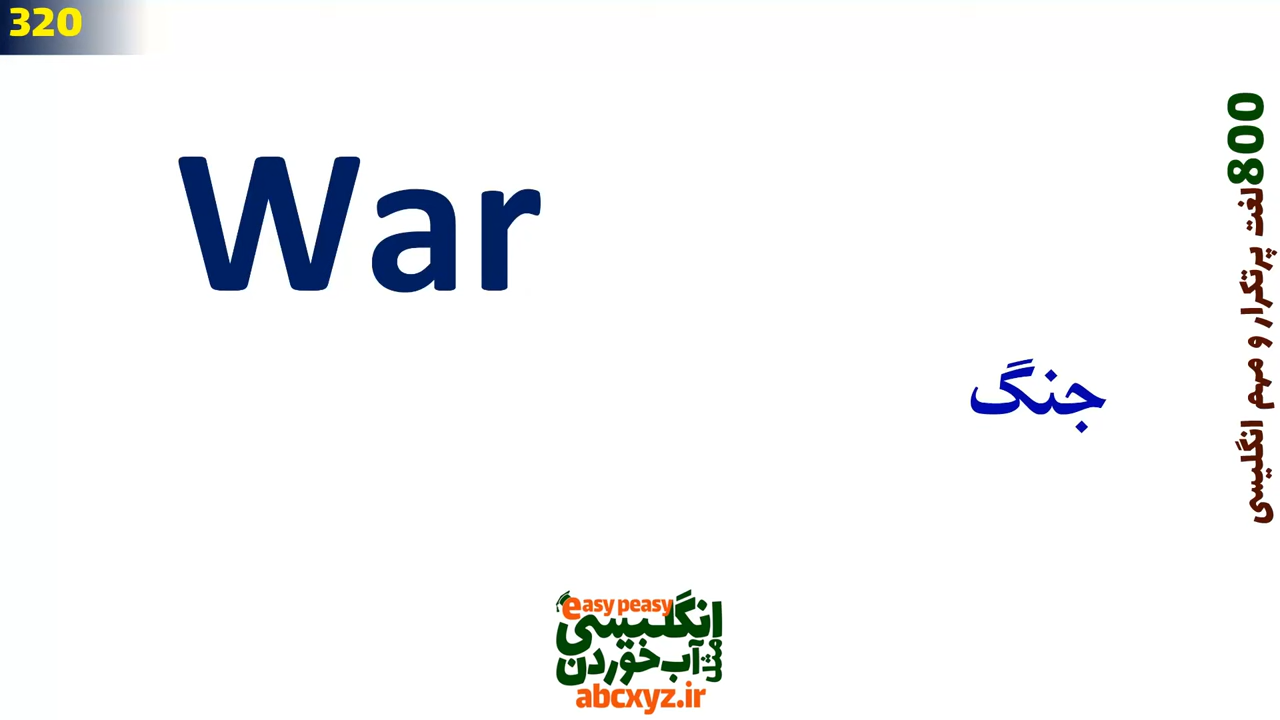 320
War
جنگ
800 لغت پرتکرار و مهم انگلیسی
easy peasy
انگلیسی
مثل
آب خوردن
abcxyz.ir